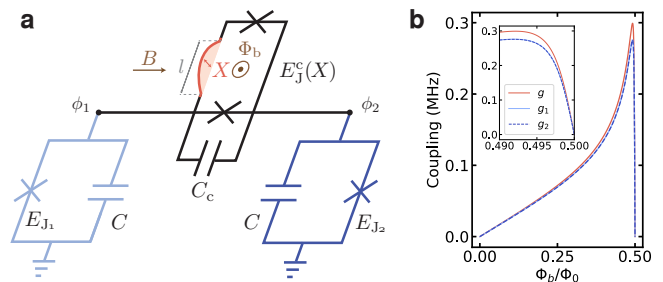 a
B
l
X
Φb
E_J^c(X)
ϕ1
ϕ2
Cc
EJ1
C
C
EJ2
b
Coupling (MHz)
0.3
0.2
0.1
0.0
0.00
0.25
0.50
Φb/Φ0
0.3
0.2
0.1
0.0
g
g1
g2
0.490
0.495
0.500